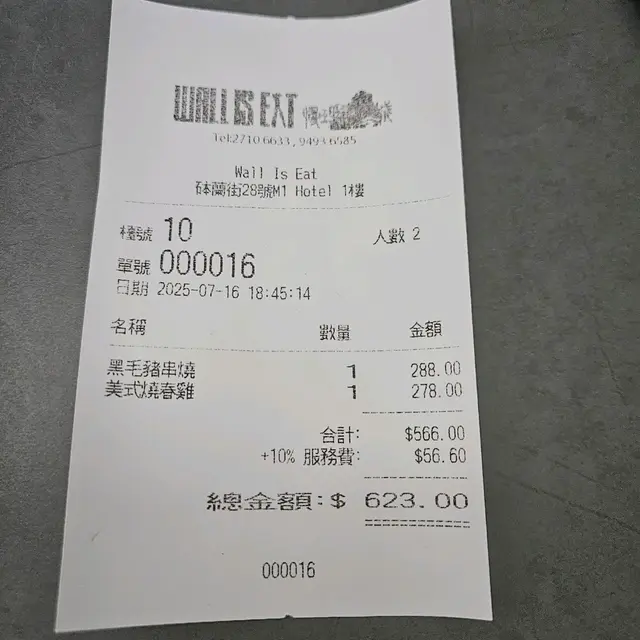 WALL IS EAT
Tel:2710 6633, 9493 6585
Wall Is Eat
砵蘭街28號M1 Hotel 1樓
檯號 10 人數 2
單號 000016
日期 2025-07-16 18:45:14
名稱 數量 金額
黑毛豬串燒 1 288.00
美式燒春雞 1 278.00
合計: $566.00
+10% 服務費: $56.60
總金額:$ 623.00
000016